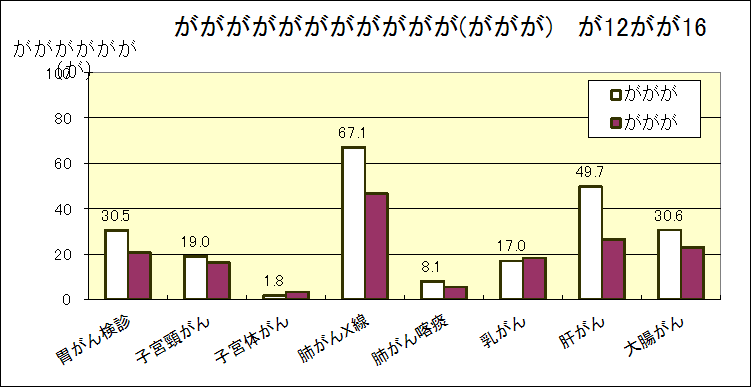 ががががががががががが(ががが)　が12がが16
がががががが
(が)
80
60
40
20
0
ががが
ががが
30.5
19.0
1.8
67.1
8.1
17.0
49.7
30.6
胃がん検診
子宮頸がん
子宮体がん
肺がんX線
肺がん喀痰
乳がん
肝がん
大腸がん